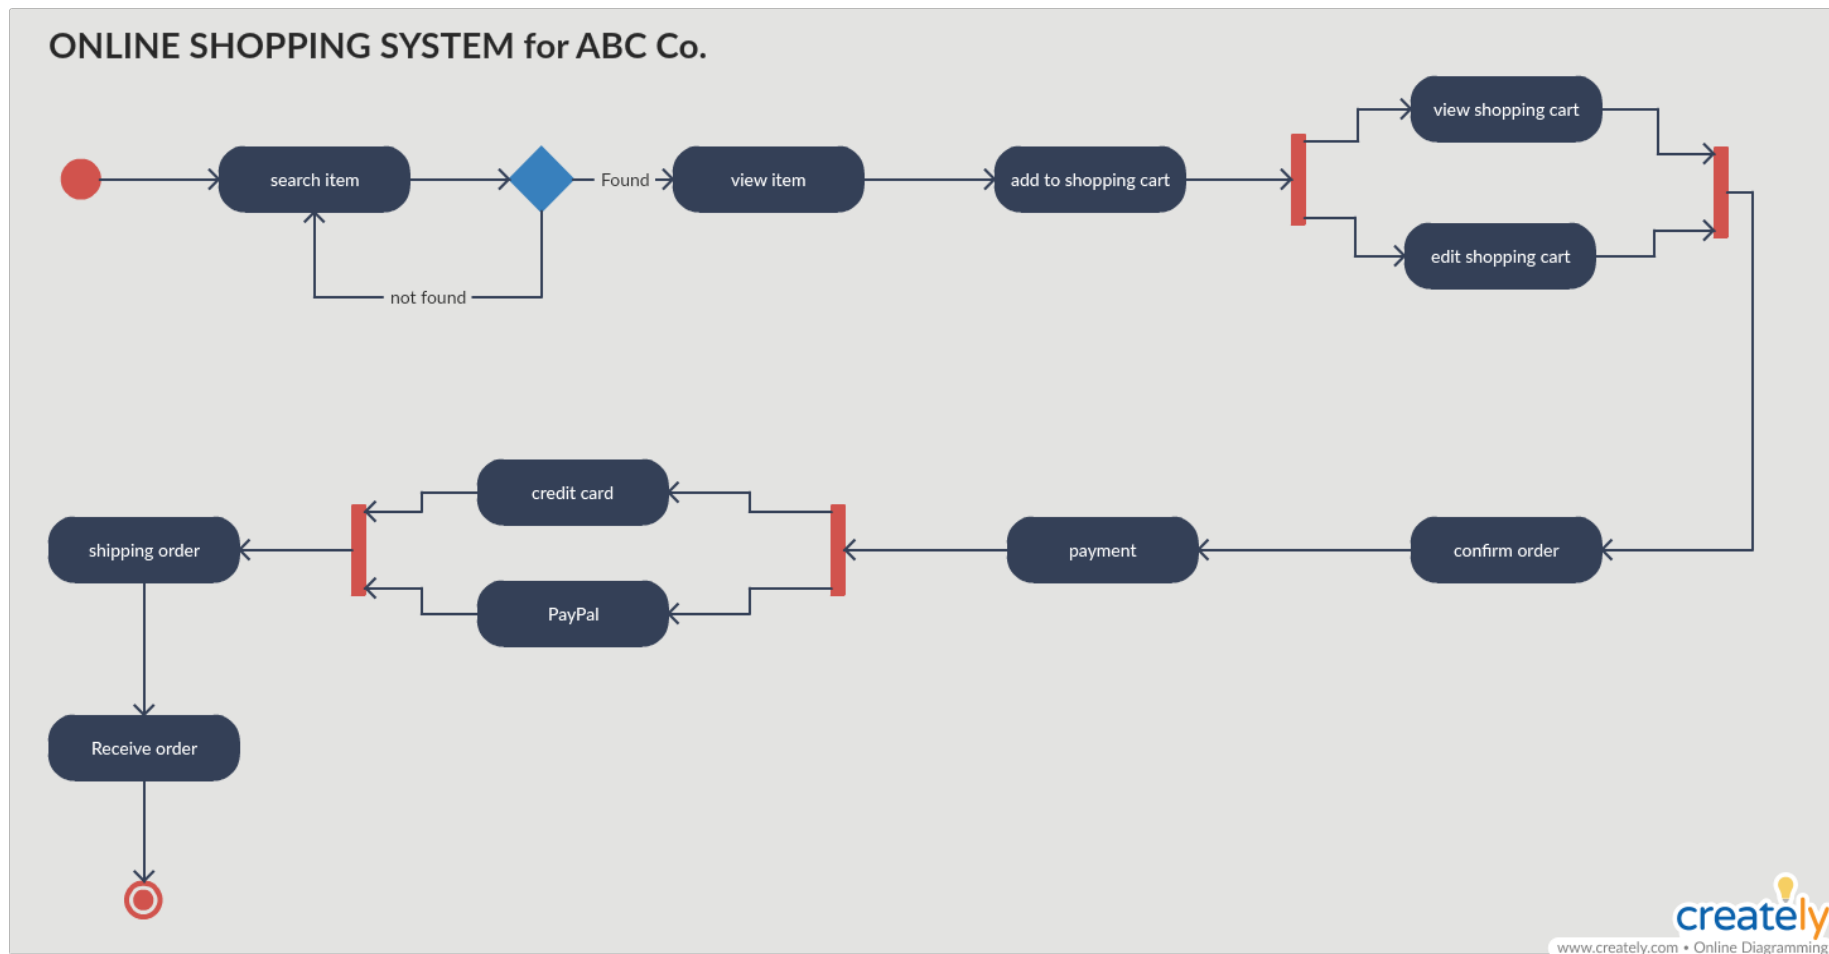 ONLINE SHOPPING SYSTEM for ABC Co.
view shopping cart
search item
Found
view item
add to shopping cart
edit shopping cart
not found
credit card
shipping order
payment
confirm order
PayPal
Receive order
creately
www.creately.com • Online Diagramming